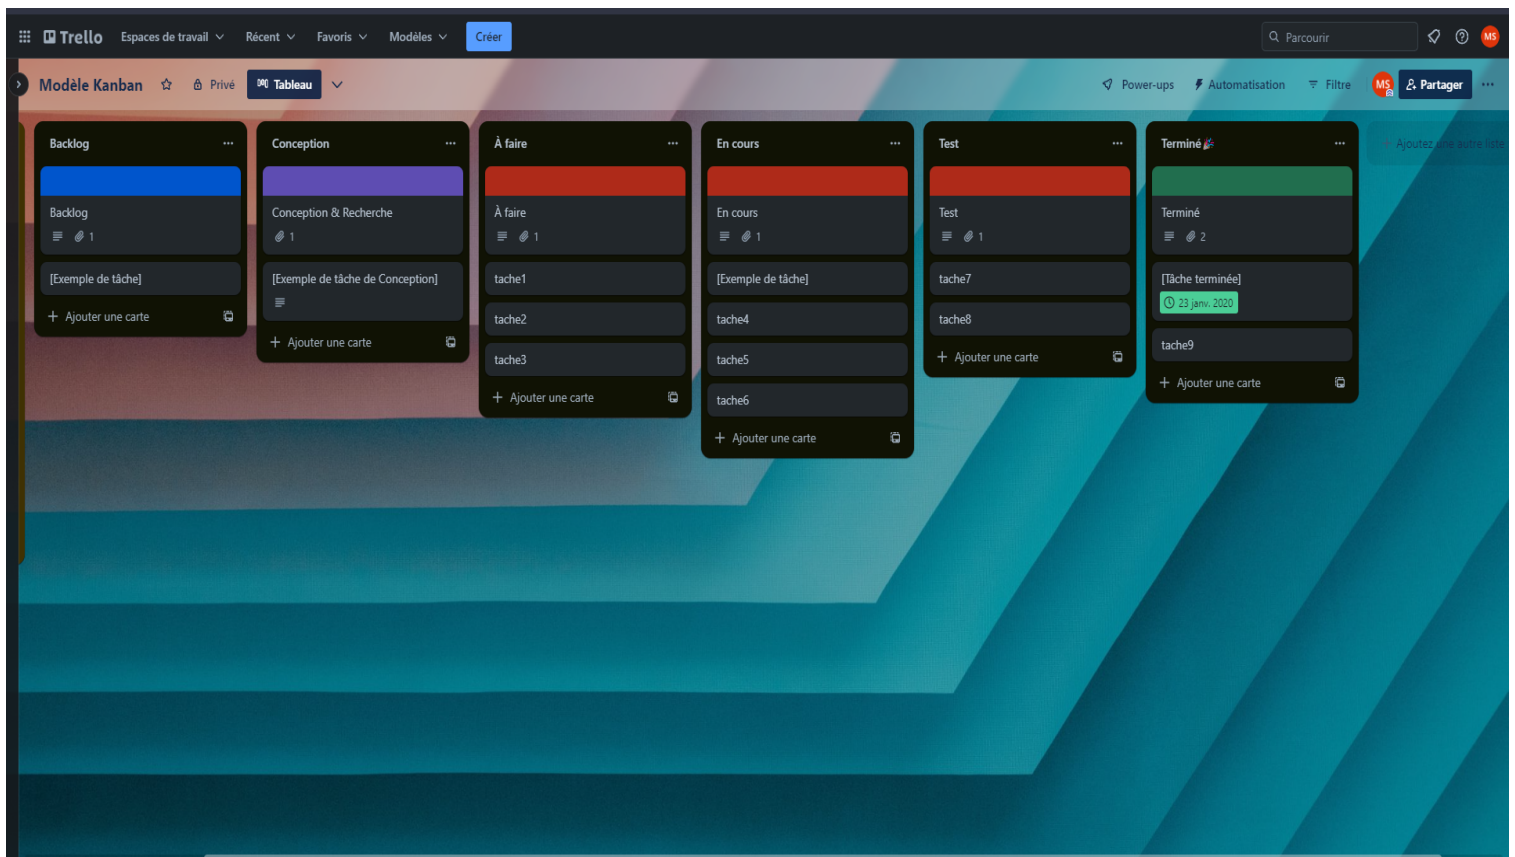 Trello Espaces de travail Récent Favoris Modèles Créer Parcourir MS
Modèle Kanban Privé Tableau Power-ups Automatisation Filtre MS Partager
Backlog
Backlog
1
[Exemple de tâche]
+ Ajouter une carte
Conception
Conception & Recherche
1
[Exemple de tâche de Conception]
+ Ajouter une carte
À faire
À faire
1
tache1
tache2
tache3
+ Ajouter une carte
En cours
En cours
1
[Exemple de tâche]
tache4
tache5
tache6
+ Ajouter une carte
Test
Test
1
tache7
tache8
+ Ajouter une carte
Terminé🎉
Terminé
2
[Tâche terminée]
23 janv. 2020
tache9
+ Ajouter une carte
+ Ajoutez une autre liste